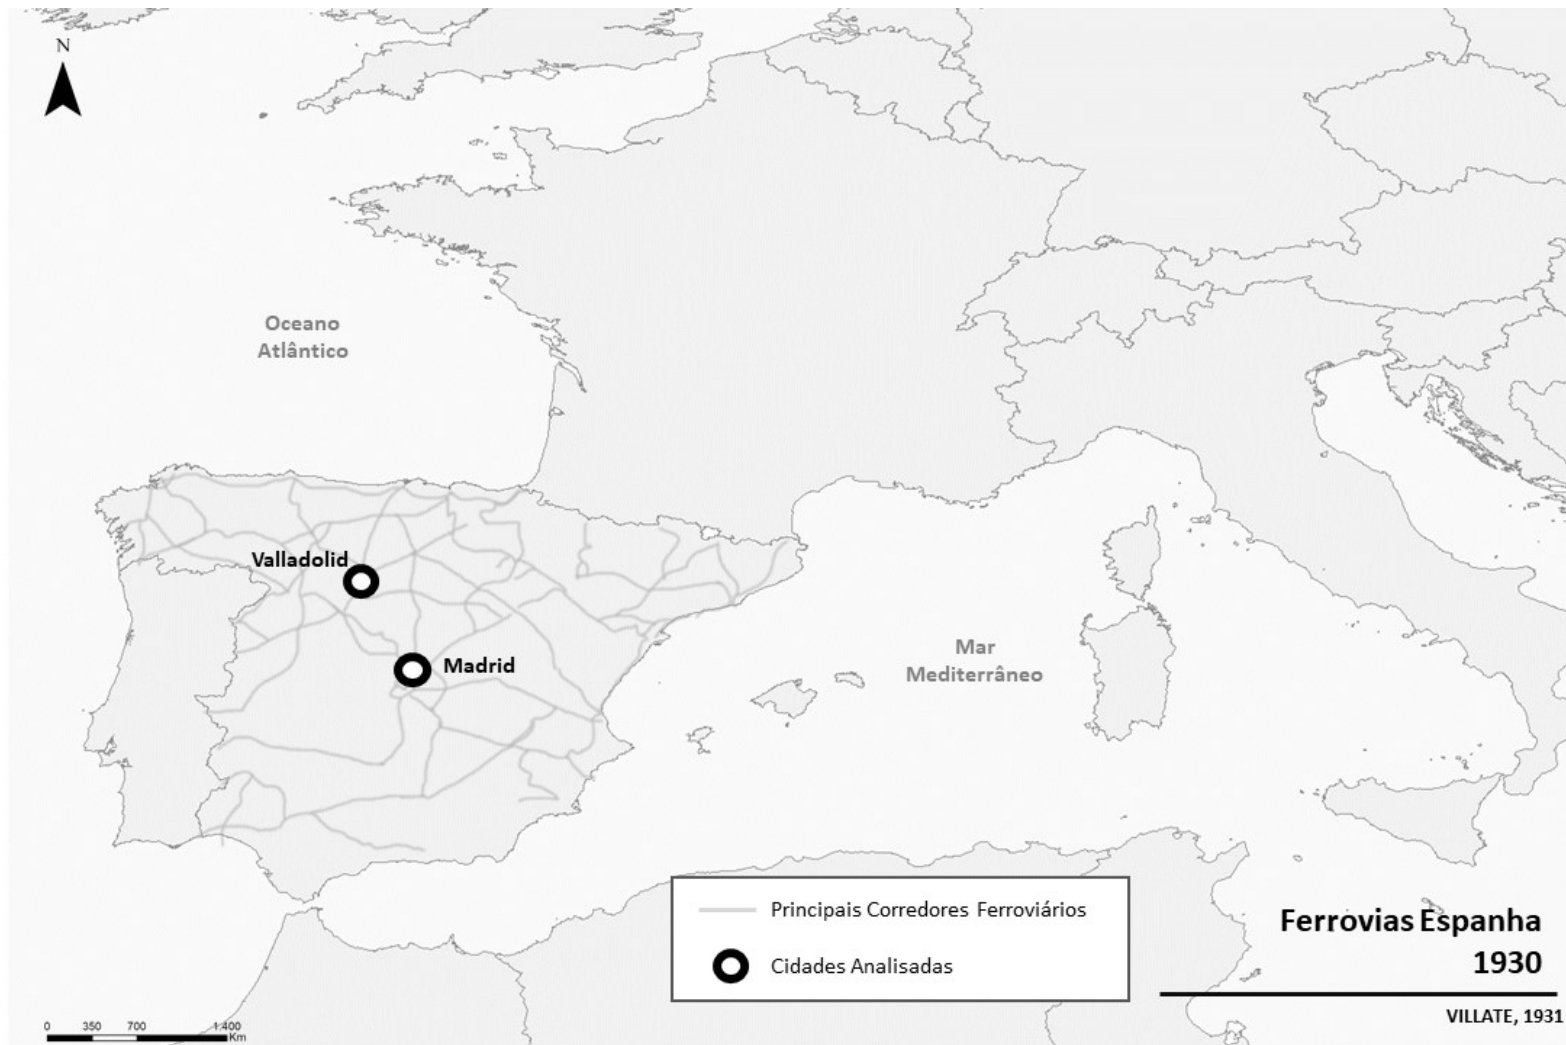 N
Oceano
Atlântico
Valladolid
Madrid
Mar
Mediterrâneo
Principais Corredores Ferroviários
Cidades Analisadas
Ferrovias Espanha
1930
VILLATE, 1931
0 350 700 1.400
Km